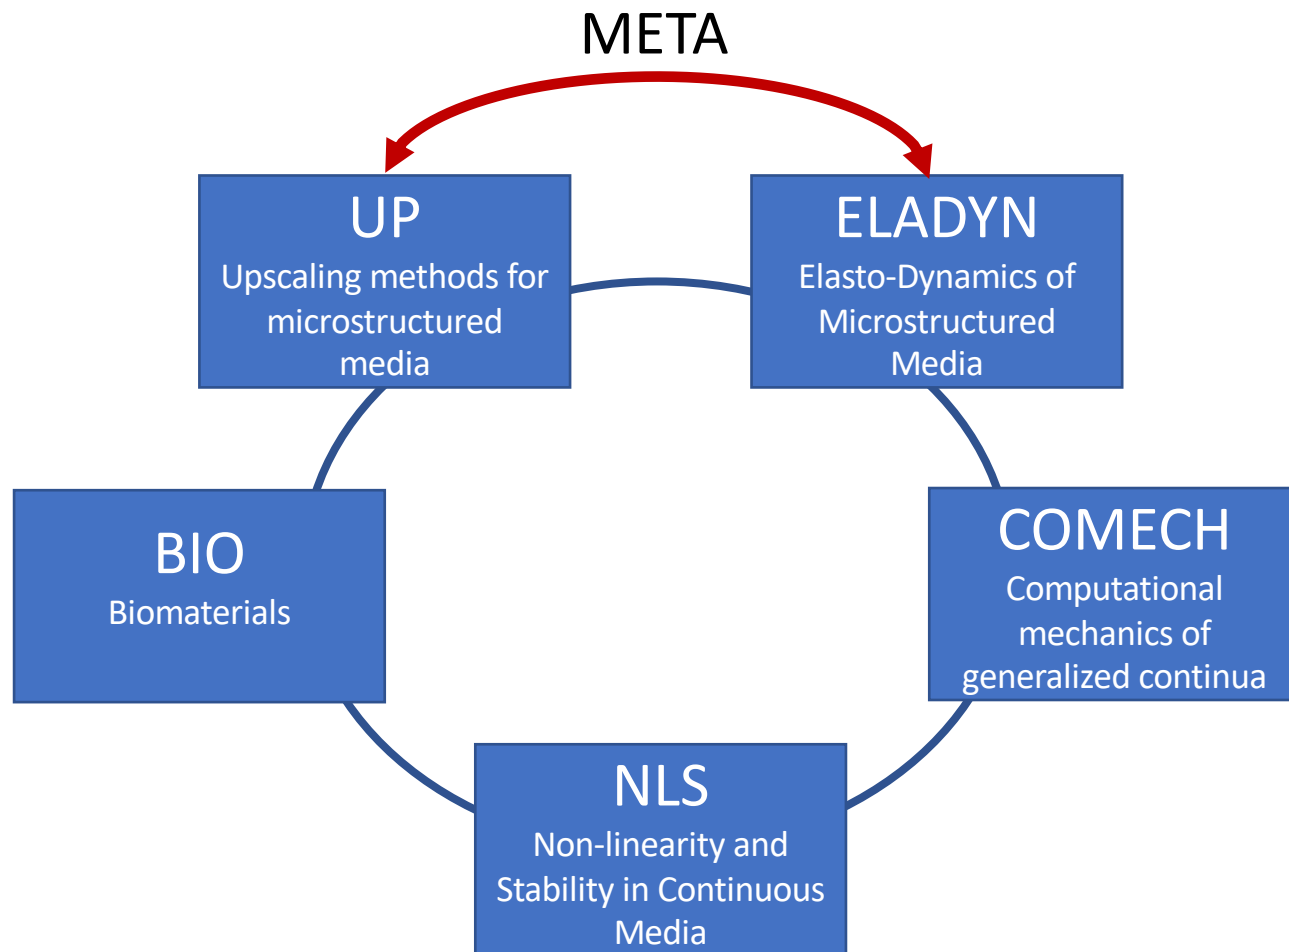 META
UP
Upscaling methods for
microstructured
media
ELADYN
Elasto-Dynamics of
Microstructured
Media
BIO
Biomaterials
COMECH
Computational
mechanics of
generalized continua
NLS
Non-linearity and
Stability in Continuous
Media